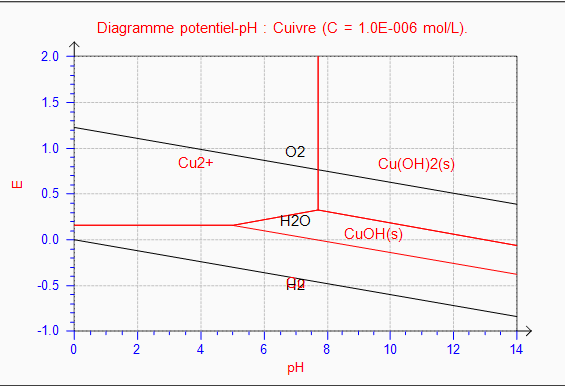 Diagramme potentiel-pH : Cuivre (C = 1.0E-006 mol/L).
2.0
1.5
1.0
0.5
0.0
-0.5
-1.0
E
O2
Cu2+
Cu(OH)2(s)
H2O
CuOH(s)
H2
0
2
4
6
8
10
12
14
pH